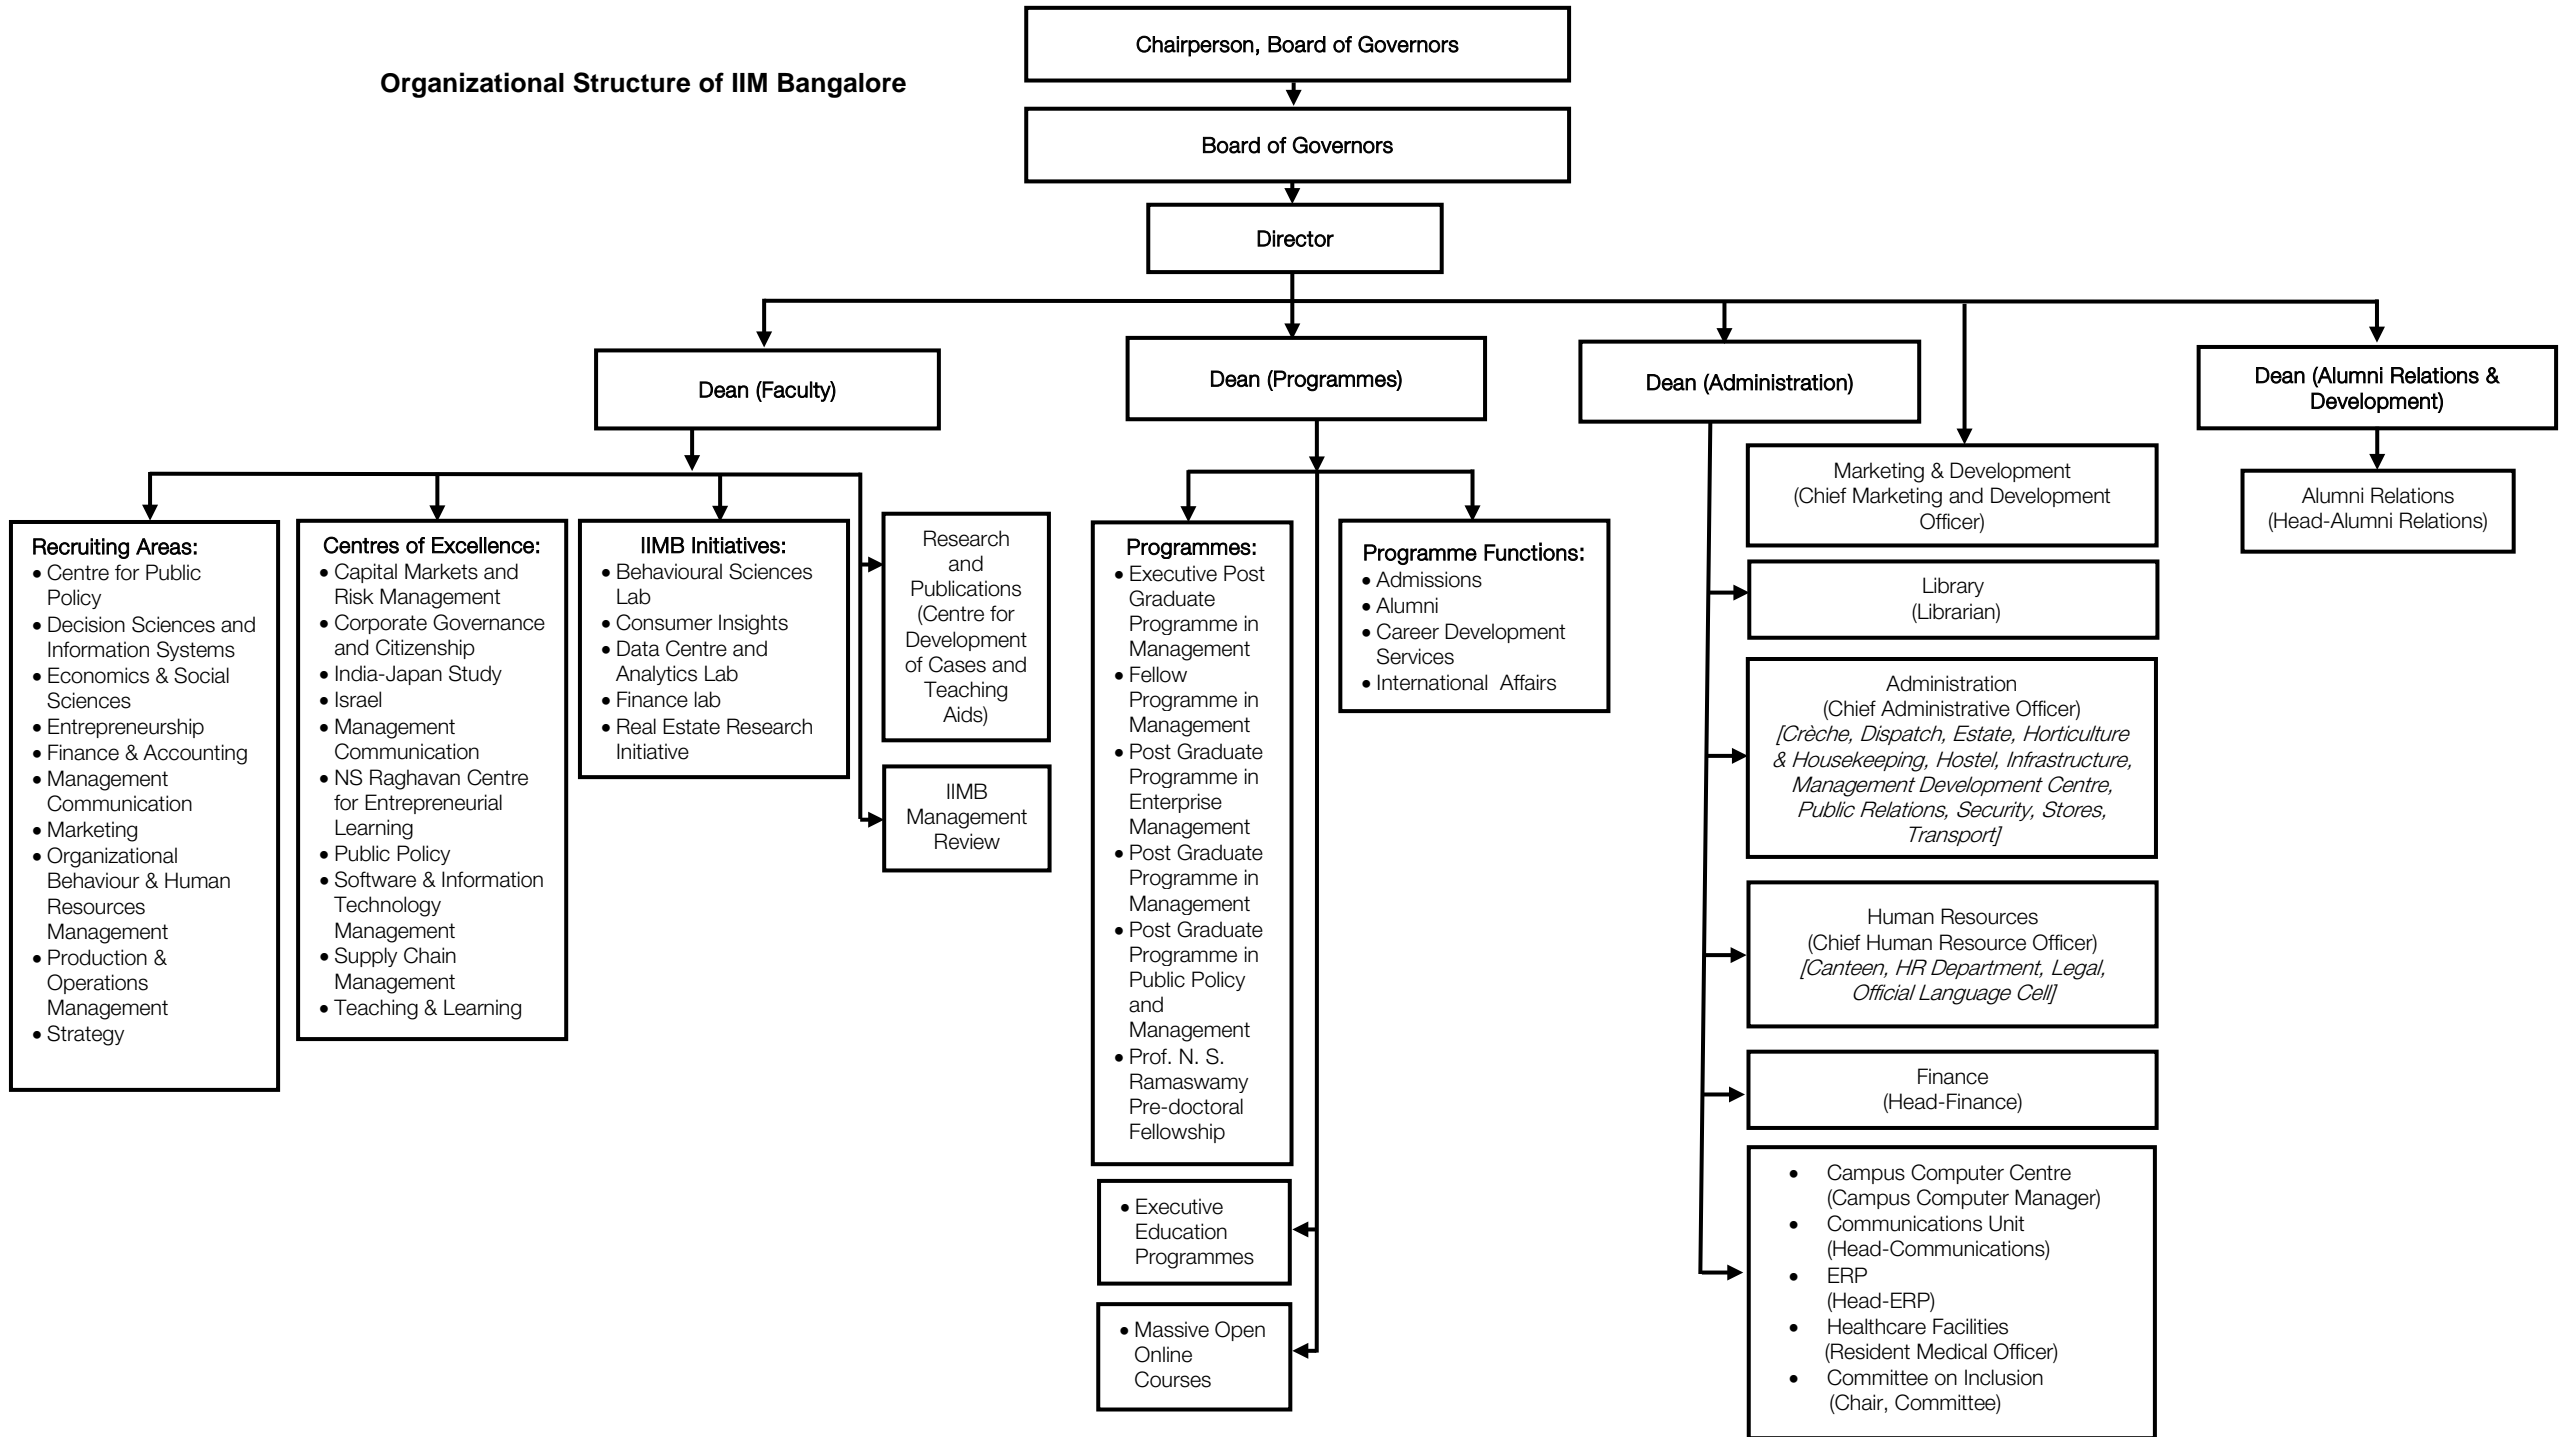 Organizational Structure of IIM Bangalore
Chairperson, Board of Governors
Board of Governors
Director
Dean (Faculty)
Dean (Programmes)
Dean (Administration)
Dean (Alumni Relations &
Development)
Recruiting Areas:
• Centre for Public
Policy
• Decision Sciences and
Information Systems
• Economics & Social
Sciences
• Entrepreneurship
• Finance & Accounting
• Management
Communication
• Marketing
• Organizational
Behaviour & Human
Resources
Management
• Production &
Operations
Management
• Strategy
Centres of Excellence:
• Capital Markets and
Risk Management
• Corporate Governance
and Citizenship
• India-Japan Study
• Israel
• Management
Communication
• NS Raghavan Centre
for Entrepreneurial
Learning
• Public Policy
• Software & Information
Technology
Management
• Supply Chain
Management
• Teaching & Learning
IIMB Initiatives:
• Behavioural Sciences
Lab
• Consumer Insights
• Data Centre and
Analytics Lab
• Finance lab
• Real Estate Research
Initiative
Research
and
Publications
(Centre for
Development
of Cases and
Teaching
Aids)
IIMB
Management
Review
Programmes:
• Executive Post
Graduate
Programme in
Management
• Fellow
Programme in
Management
• Post Graduate
Programme in
Enterprise
Management
• Post Graduate
Programme in
Management
• Post Graduate
Programme in
Public Policy
and
Management
• Prof. N. S.
Ramaswamy
Pre-doctoral
Fellowship
• Executive
Education
Programmes
• Massive Open
Online
Courses
Programme Functions:
• Admissions
• Alumni
• Career Development
Services
• International Affairs
Marketing & Development
(Chief Marketing and Development
Officer)
Library
(Librarian)
Administration
(Chief Administrative Officer)
[Crèche, Dispatch, Estate, Horticulture
& Housekeeping, Hostel, Infrastructure,
Management Development Centre,
Public Relations, Security, Stores,
Transport]
Human Resources
(Chief Human Resource Officer)
[Canteen, HR Department, Legal,
Official Language Cell]
Finance
(Head-Finance)
• Campus Computer Centre
(Campus Computer Manager)
• Communications Unit
(Head-Communications)
• ERP
(Head-ERP)
• Healthcare Facilities
(Resident Medical Officer)
• Committee on Inclusion
(Chair, Committee)
Alumni Relations
(Head-Alumni Relations)